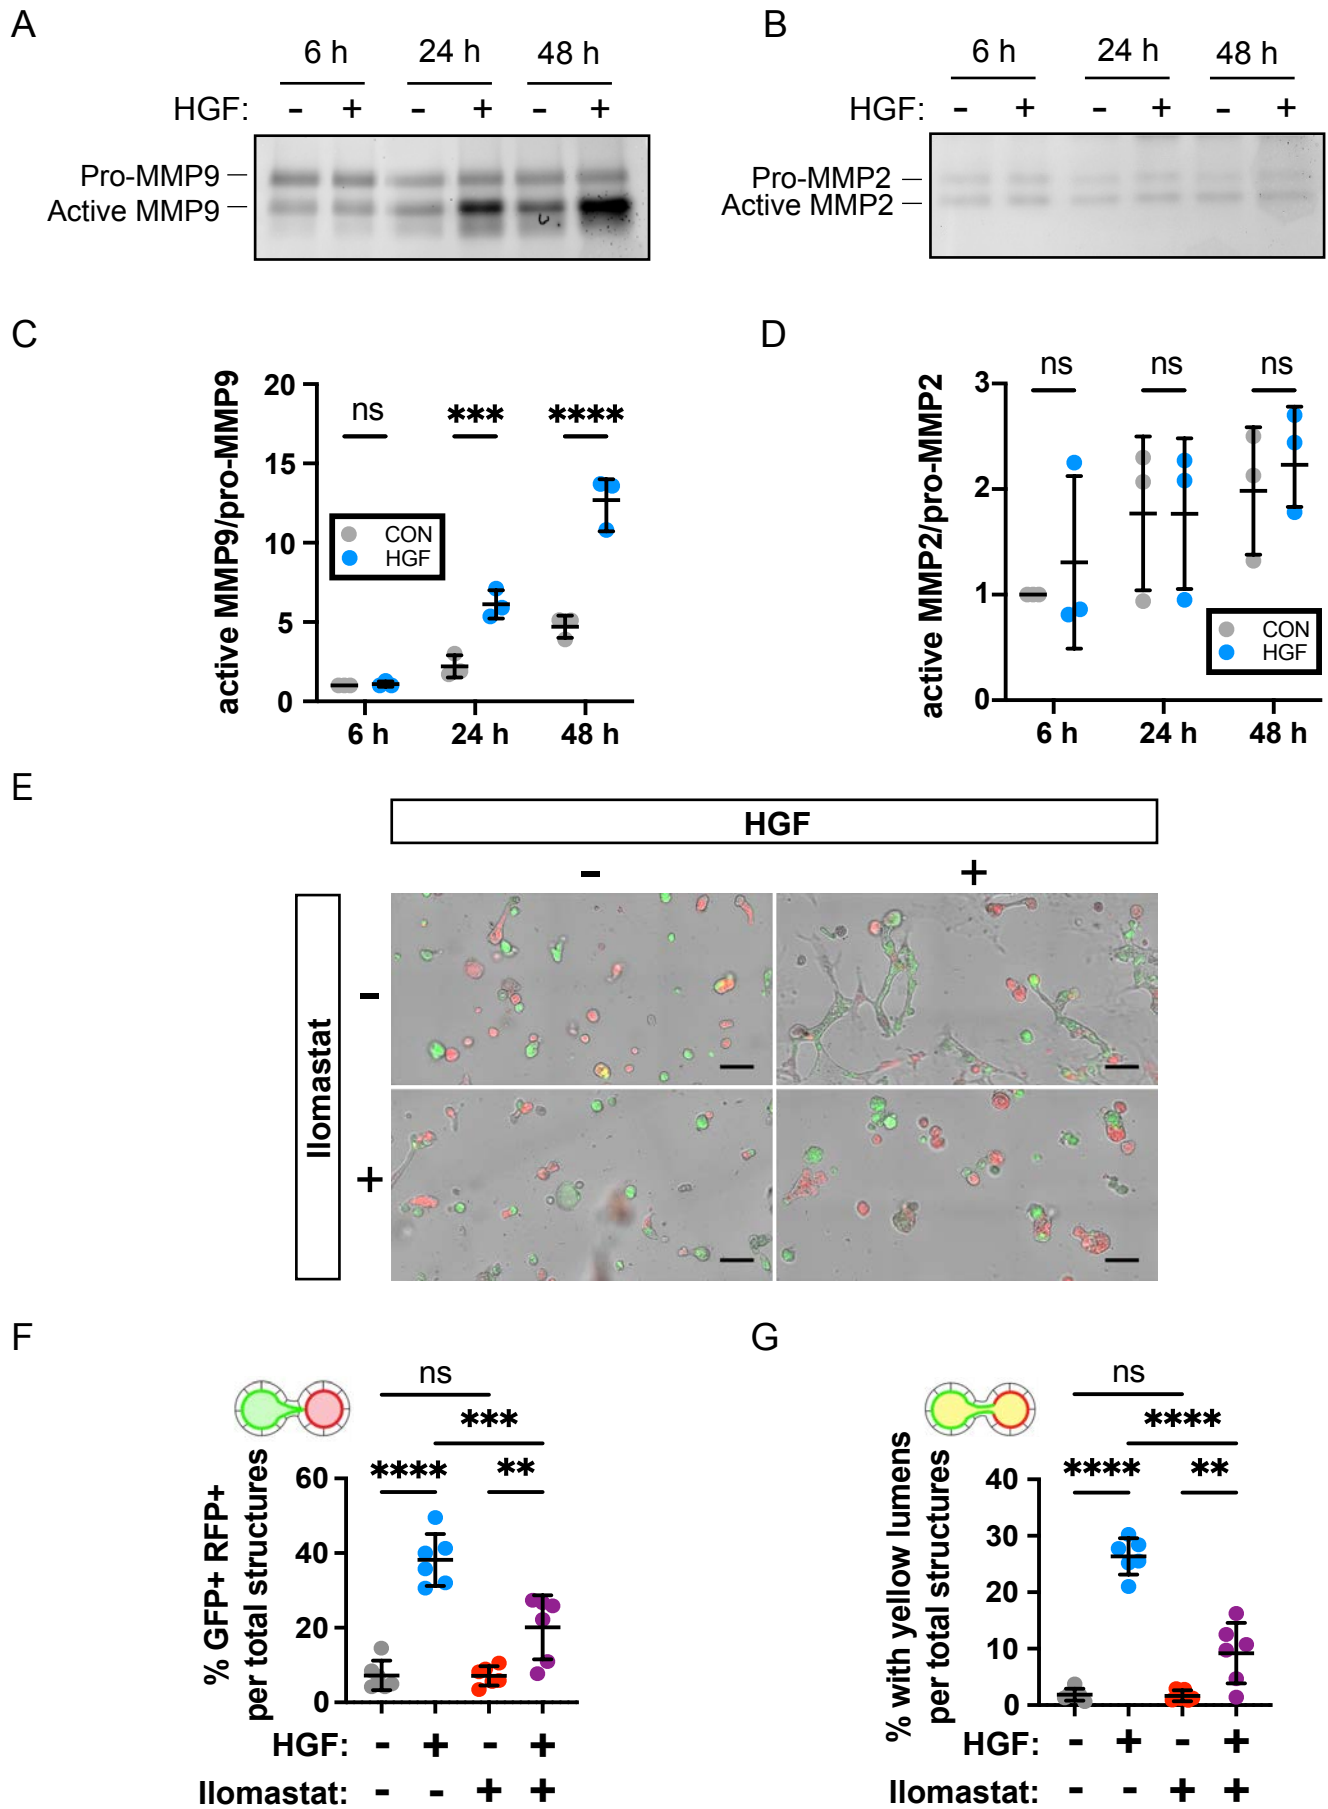 A
6 h 24 h 48 h
HGF: - + - + - +
Pro-MMP9
Active MMP9
B
6 h 24 h 48 h
HGF: - + - + - +
Pro-MMP2
Active MMP2
C
active MMP9/pro-MMP9
20
15
10
5
0
ns *** ****
CON
HGF
6 h 24 h 48 h
D
active MMP2/pro-MMP2
3
2
1
0
ns ns ns
CON
HGF
6 h 24 h 48 h
E
HGF
- +
Ilomastat
-
+
F
% GFP+ RFP+
per total structures
ns
***
**** **
60
40
20
0
HGF: - + - +
Ilomastat: - - + +
G
% with yellow lumens
per total structures
ns
****
**** **
40
30
20
10
0
HGF: - + - +
Ilomastat: - - + +